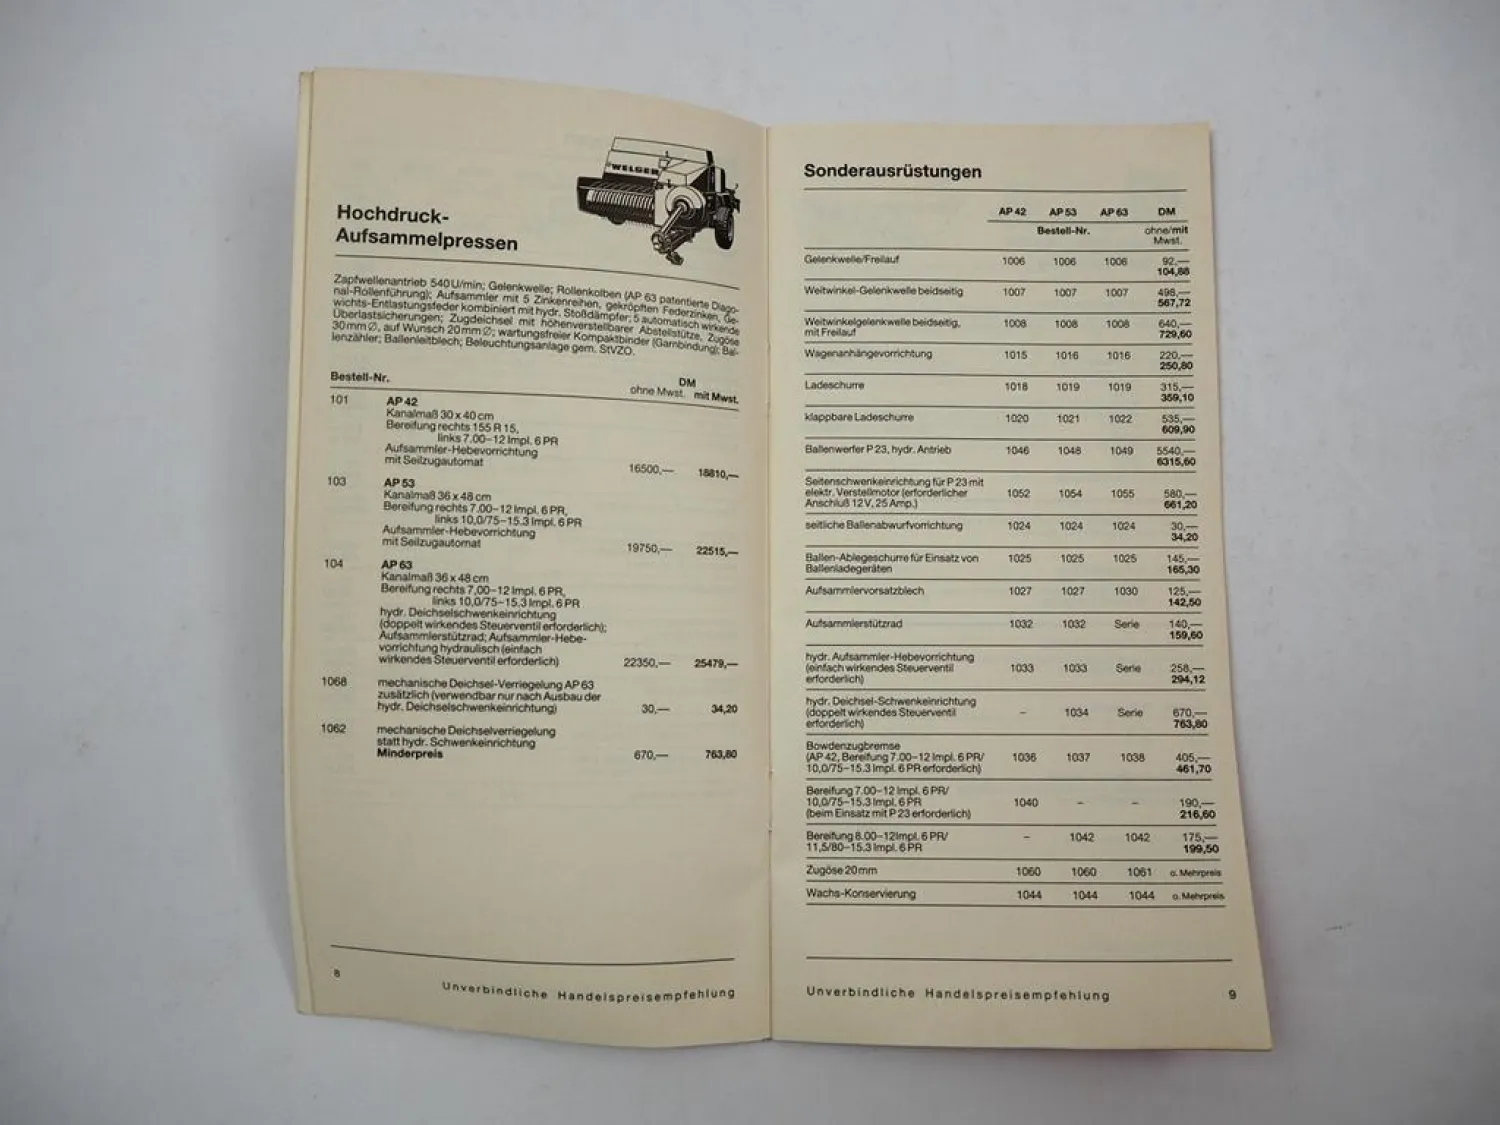 WELGER
Hochdruck-
Aufsammelpressen
Zapfwellenantrieb 540 U/min; Gelenkwelle; Rollenkolben (AP 63 patentierte Diago-
nal-Rollenführung); Aufsammler mit 5 Zinkenreihen, gekröpften Federzinken, Ge-
wichts-Entlastungsfeder kombiniert mit hydr. Stoßdämpfer; 5 automatisch wirkende
Überlastsicherungen; Zugdeichsel mit höhenverstellbarer Abstellstütze, Zugöse
30 mm ∅, auf Wunsch 20 mm ∅; wartungsfreier Kompaktbinder (Garnbindung); Bal-
lenzähler; Ballenleitblech; Beleuchtungsanlage gem. StVZO.
Bestell-Nr. DM
ohne Mwst. mit Mwst.
101 AP 42
Kanalmaß 30 x 40 cm
Bereifung rechts 155 R 15,
links 7.00-12 Impl. 6 PR
Aufsammler-Hebevorrichtung
mit Seilzugautomat 16500,— 18810,—
103 AP 53
Kanalmaß 36 x 48 cm
Bereifung rechts 7.00-12 Impl. 6 PR,
links 10,0/75-15.3 Impl. 6 PR
Aufsammler-Hebevorrichtung
mit Seilzugautomat 19750,— 22515,—
104 AP 63
Kanalmaß 36 x 48 cm
Bereifung rechts 7,00-12 Impl. 6 PR,
links 10,0/75-15,3 Impl. 6 PR
hydr. Deichselschwenkeinrichtung
(doppelt wirkendes Steuerventil erforderlich);
Aufsammlerstützrad; Aufsammler-Hebe-
vorrichtung hydraulisch (einfach
wirkendes Steuerventil erforderlich) 22350,— 25479,—
1068 mechanische Deichsel-Verriegelung AP 63
zusätzlich (verwendbar nur nach Ausbau der
hydr. Deichselschwenkeinrichtung) 30,— 34,20
1062 mechanische Deichselverriegelung
statt hydr. Schwenkeinrichtung
Minderpreis 670,— 763,80
8
Unverbindliche Handelspreisempfehlung
Sonderausrüstungen
AP 42 AP 53 AP 63 DM
Bestell-Nr. ohne/mit
Mwst.
Gelenkwelle/Freilauf 1006 1006 1006 92,—
104,88
Weitwinkel-Gelenkwelle beidseitig 1007 1007 1007 498,—
567,72
Weitwinkelgelenkwelle beidseitig, 1008 1008 1008 640,—
mit Freilauf 729,60
Wagenanhängevorrichtung 1015 1016 1016 220,—
250,80
Ladeschurre 1018 1019 1019 315,—
359,10
klappbare Ladeschurre 1020 1021 1022 535,—
609,90
Ballenwerfer P 23, hydr. Antrieb 1046 1048 1049 5540,—
6315,60
Seitenschwenkeinrichtung für P 23 mit
elektr. Verstellmotor (erforderlicher 1052 1054 1055 580,—
Anschluß 12 V, 25 Amp.) 661,20
seitliche Ballenabwurfvorrichtung 1024 1024 1024 30,—
34,20
Ballen-Ablegeschurre für Einsatz von 1025 1025 1025 145,—
Ballenladegeräten 165,30
Aufsammlervorsatzblech 1027 1027 1030 125,—
142,50
Aufsammlerstützrad 1032 1032 Serie 140,—
159,60
hydr. Aufsammler-Hebevorrichtung
(einfach wirkendes Steuerventil 1033 1033 Serie 258,—
erforderlich) 294,12
hydr. Deichsel-Schwenkeinrichtung
(doppelt wirkendes Steuerventil – 1034 Serie 670,—
erforderlich) 763,80
Bowdenzugbremse
(AP 42, Bereifung 7.00-12 Impl. 6 PR/ 1036 1037 1038 405,—
10,0/75-15.3 Impl. 6 PR erforderlich) 461,70
Bereifung 7.00-12 Impl. 6 PR/
10,0/75-15.3 Impl. 6 PR 1040 – – 190,—
(beim Einsatz mit P 23 erforderlich) 216,60
Bereifung 8.00-12 Impl. 6 PR/ – 1042 1042 175,—
11,5/80-15.3 Impl. 6 PR 199,50
Zugöse 20 mm 1060 1060 1061 o. Mehrpreis
Wachs-Konservierung 1044 1044 1044 o. Mehrpreis
Unverbindliche Handelspreisempfehlung 9